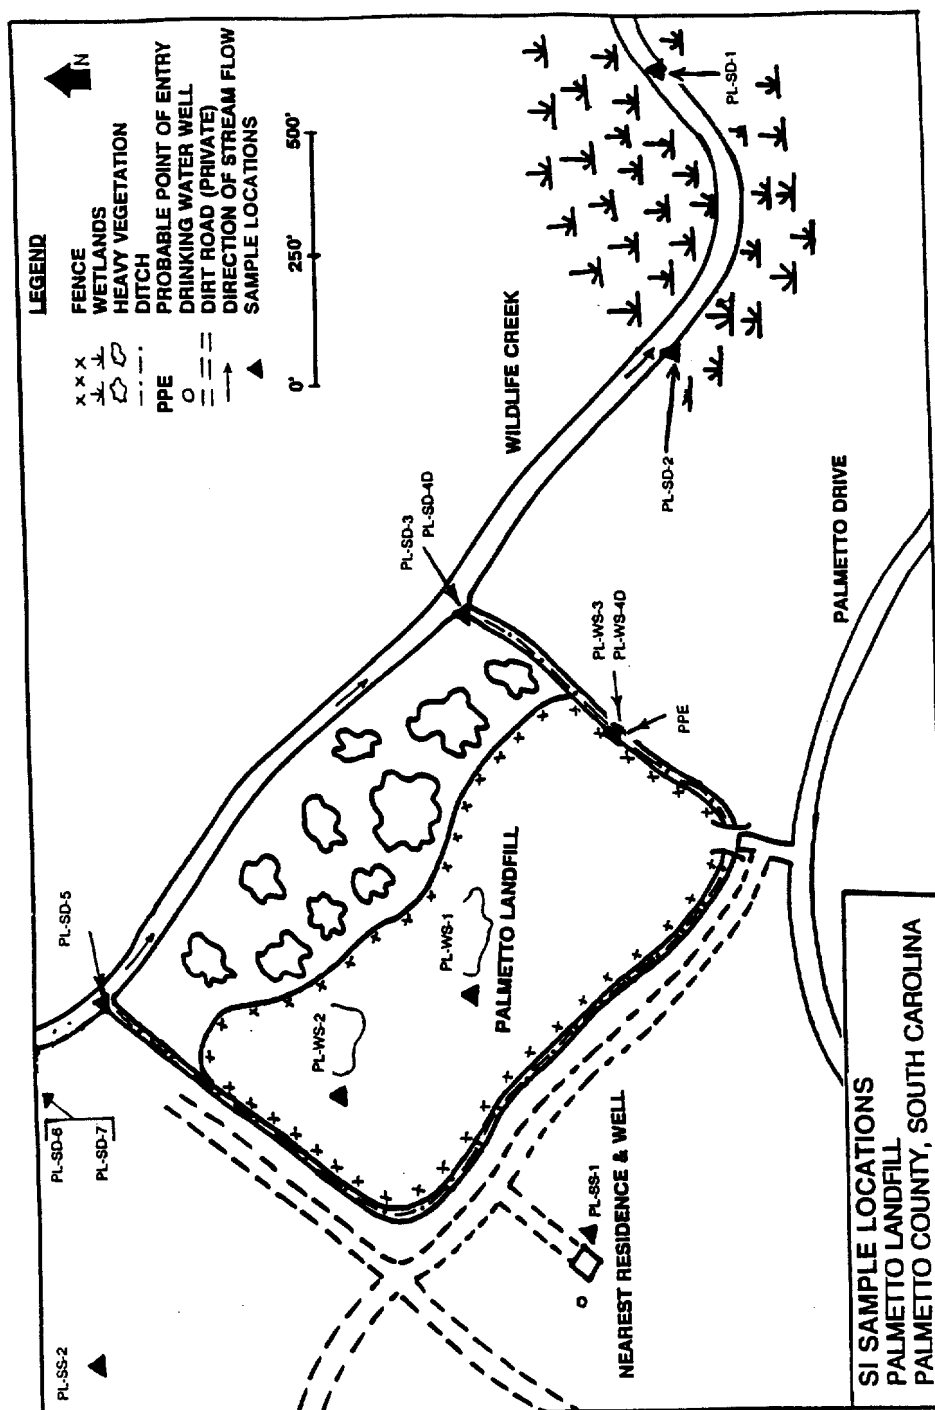 LEGEND
x x x FENCE
WETLANDS
HEAVY VEGETATION
DITCH
PPE PROBABLE POINT OF ENTRY
DRINKING WATER WELL
DIRT ROAD (PRIVATE)
DIRECTION OF STREAM FLOW
SAMPLE LOCATIONS
N
0' 250' 500'
PL-SS-2
PL-SD-6
PL-SD-7
PL-SD-5
PL-SD-3
PL-SD-4D
WILDLIFE CREEK
PL-SD-1
PL-SD-2
PL-WS-2
PL-WS-1
PALMETTO LANDFILL
PL-WS-3
PL-WS-4D
PPE
PL-SS-1
NEAREST RESIDENCE & WELL
PALMETTO DRIVE
SI SAMPLE LOCATIONS
PALMETTO LANDFILL
PALMETTO COUNTY, SOUTH CAROLINA